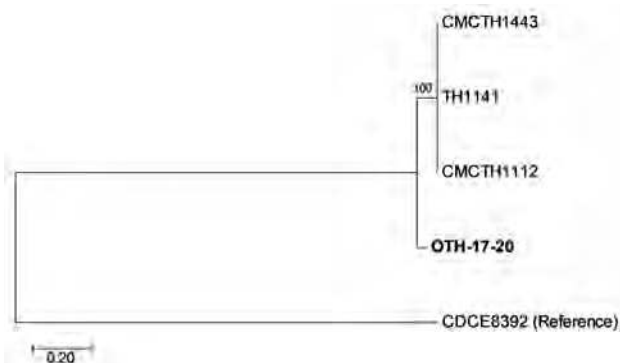 CMCTH1443
100
TH1141
CMCTH1112
OTH-17-20
CDCE8392 (Reference)
0.20